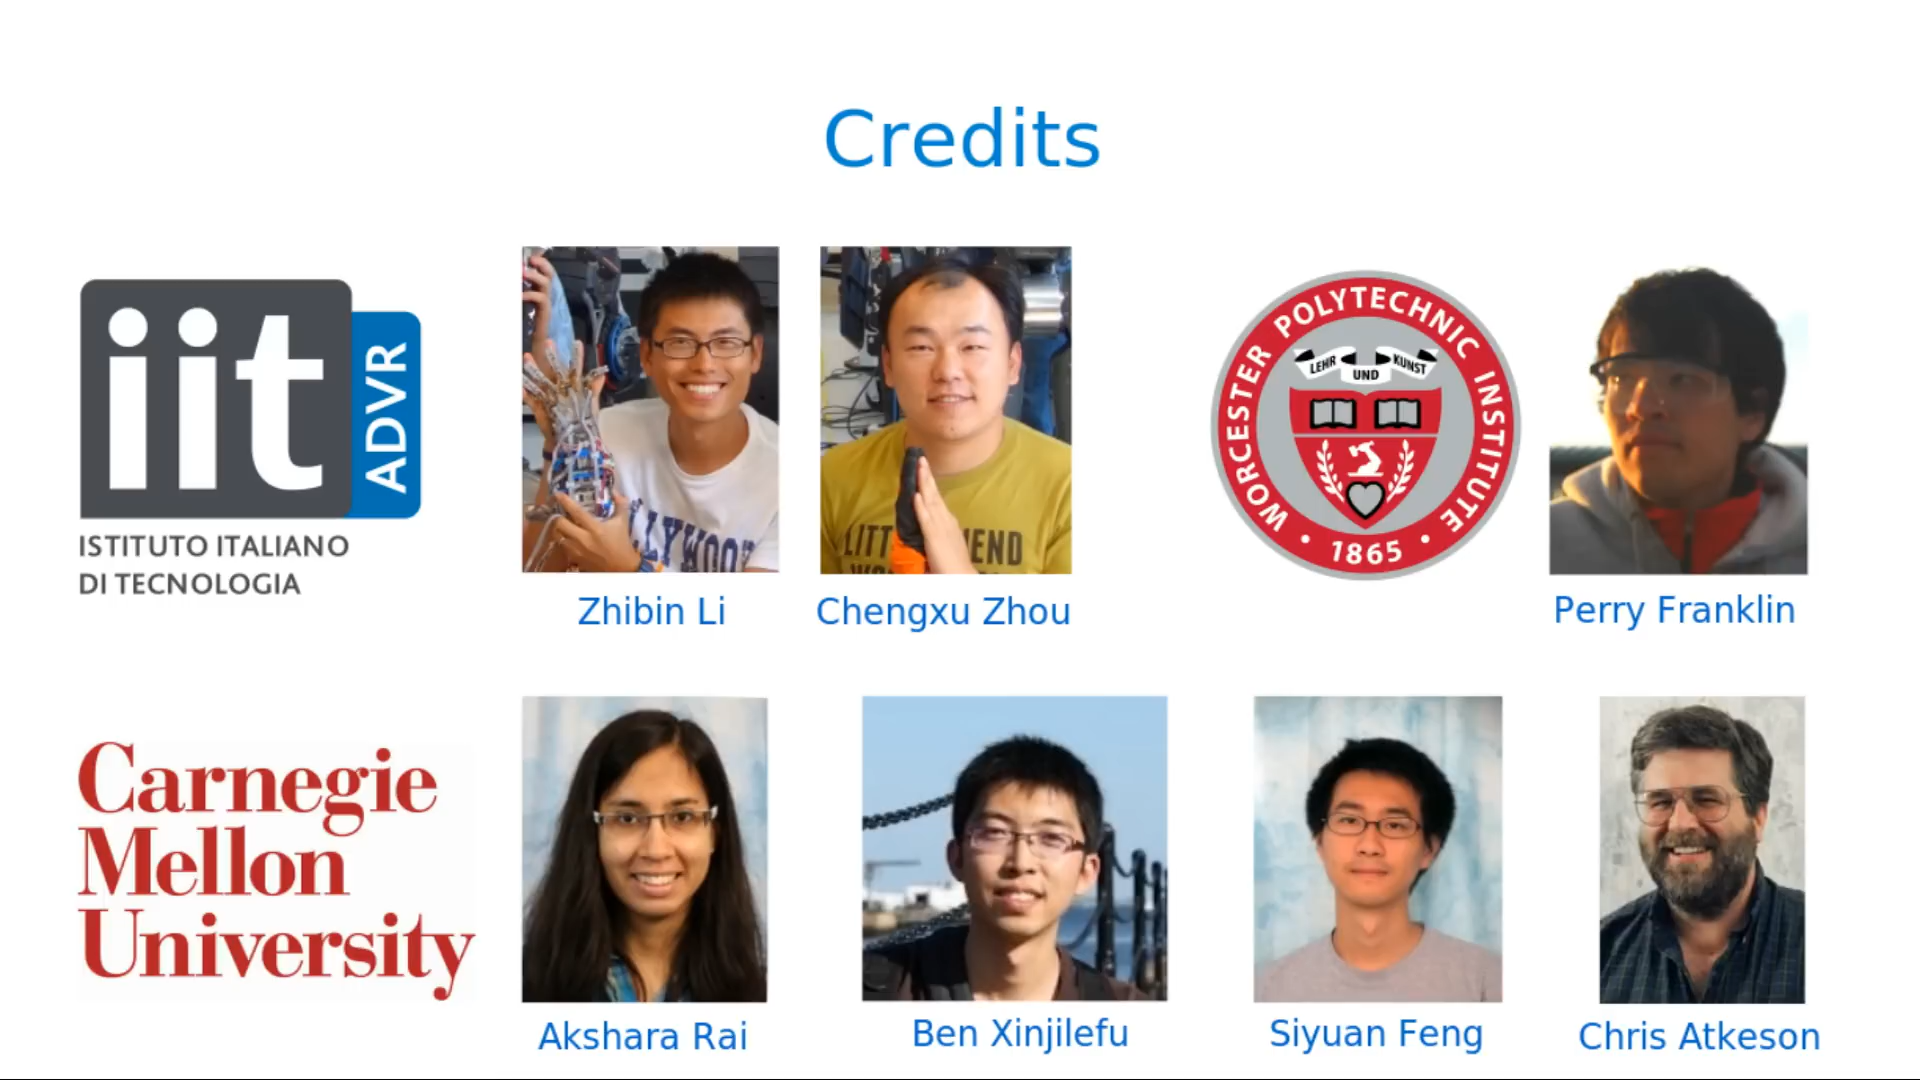 Credits
iit
ADVR
ISTITUTO ITALIANO
DI TECNOLOGIA
LLYWOOD
Zhibin Li
Chengxu Zhou
WORCESTER POLYTECHNIC INSTITUTE
LEHR UND KUNST
1865
Perry Franklin
Carnegie
Mellon
University
Akshara Rai
Ben Xinjilefu
Siyuan Feng
Chris Atkeson